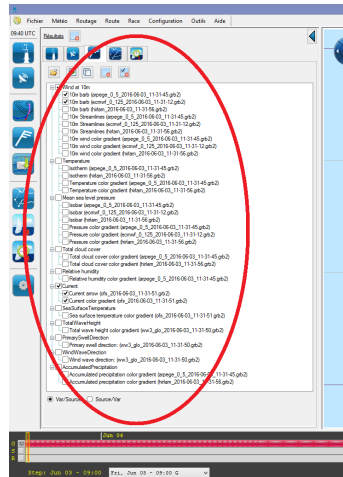 Fichier Météo Routage Route Race Configuration Outils Aide
09:40 UTC
Résultats
Wind at 10m
10m barb (arpege_0_5_2016-06-03_11-31-45.grb2)
10m barb (ecmwf_0_125_2016-06-03_11-31-12.grb2)
10m barb (hirlam_2016-06-03_11-31-56.grb2)
10m Streamlines (arpege_0_5_2016-06-03_11-31-45.grb2)
10m Streamlines (ecmwf_0_125_2016-06-03_11-31-12.grb2)
10m Streamlines (hirlam_2016-06-03_11-31-56.grb2)
10m wind color gradient (arpege_0_5_2016-06-03_11-31-45.grb2)
10m wind color gradient (ecmwf_0_125_2016-06-03_11-31-12.grb2)
10m wind color gradient (hirlam_2016-06-03_11-31-56.grb2)
Temperature
Isotherm (arpege_0_5_2016-06-03_11-31-45.grb2)
Isotherm (hirlam_2016-06-03_11-31-56.grb2)
Temperature color gradient (arpege_0_5_2016-06-03_11-31-45.grb2)
Temperature color gradient (hirlam_2016-06-03_11-31-56.grb2)
Mean sea level pressure
Isobar (arpege_0_5_2016-06-03_11-31-45.grb2)
Isobar (ecmwf_0_125_2016-06-03_11-31-12.grb2)
Isobar (hirlam_2016-06-03_11-31-56.grb2)
Pressure color gradient (arpege_0_5_2016-06-03_11-31-45.grb2)
Pressure color gradient (ecmwf_0_125_2016-06-03_11-31-12.grb2)
Pressure color gradient (hirlam_2016-06-03_11-31-56.grb2)
Total cloud cover
Total cloud cover color gradient (arpege_0_5_2016-06-03_11-31-45.grb2)
Total cloud cover color gradient (hirlam_2016-06-03_11-31-56.grb2)
Relative humidity
Relative humidity color gradient (arpege_0_5_2016-06-03_11-31-45.grb2)
Current
Current arrow (ofs_2016-06-03_11-31-51.grb2)
Current color gradient (ofs_2016-06-03_11-31-51.grb2)
SeaSurfaceTemperature
Sea surface temperature color gradient (ofs_2016-06-03_11-31-51.grb2)
TotalWaveHeight
Total wave height color gradient (ww3_glo_2016-06-03_11-31-50.grb2)
PrimarySwellDirection
Primary swell direction: (ww3_glo_2016-06-03_11-31-50.grb2)
WindWaveDirection
Wind wave direction: (ww3_glo_2016-06-03_11-31-50.grb2)
AccumulatedPrecipitation
Accumulated precipitation color gradient (arpege_0_5_2016-06-03_11-31-45.grb2)
Accumulated precipitation color gradient (hirlam_2016-06-03_11-31-56.grb2)
Var/Source Source/Var
Jun 04
G
S
R
Step: Jun 03 - 09:00 Fri, Jun 03 - 09:00 G